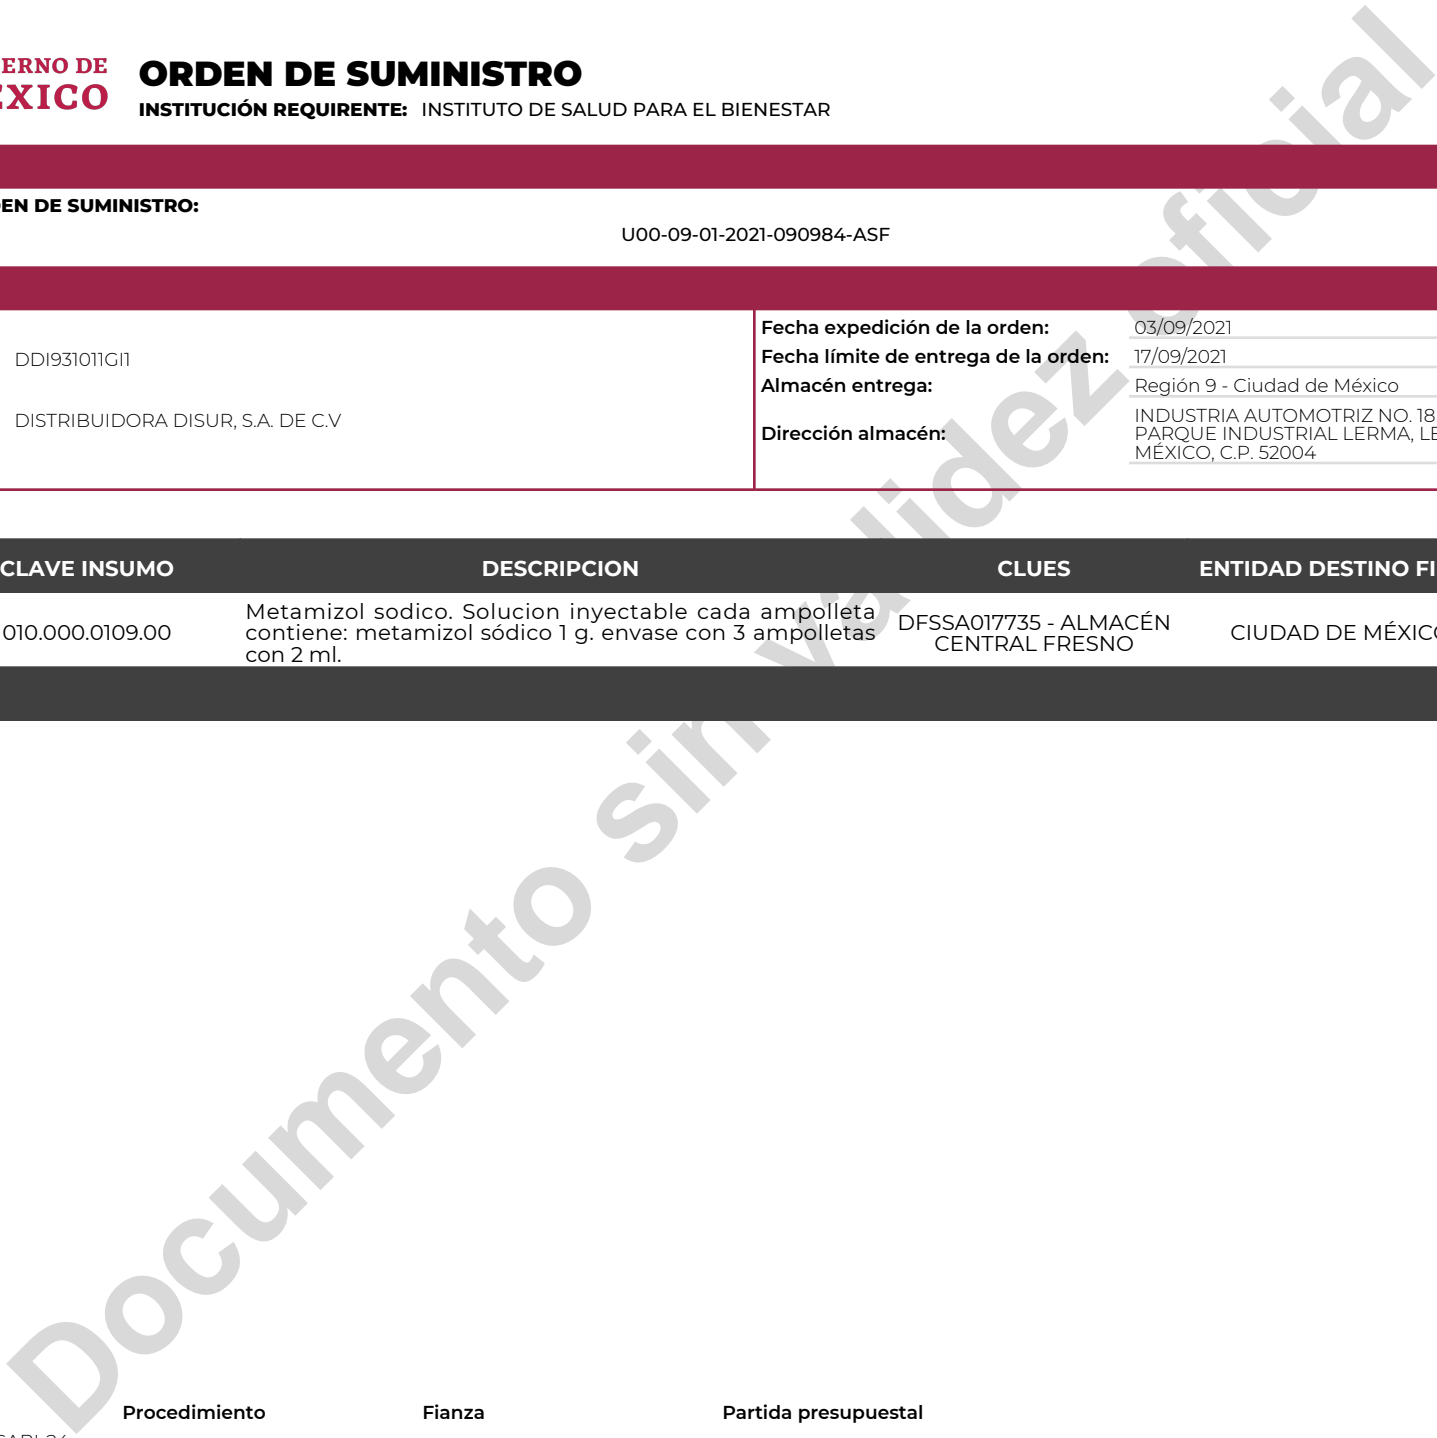 ERNO DE
ÉXICO
ORDEN DE SUMINISTRO
INSTITUCIÓN REQUIRENTE: INSTITUTO DE SALUD PARA EL BIENESTAR
EN DE SUMINISTRO:
U00-09-01-2021-090984-ASF
DDI931011GI1
DISTRIBUIDORA DISUR, S.A. DE C.V
Fecha expedición de la orden: 03/09/2021
Fecha límite de entrega de la orden: 17/09/2021
Almacén entrega: Región 9 - Ciudad de México
Dirección almacén:
INDUSTRIA AUTOMOTRIZ NO. 18
PARQUE INDUSTRIAL LERMA, LE
MÉXICO, C.P. 52004
CLAVE INSUMO DESCRIPCION CLUES ENTIDAD DESTINO FI
010.000.0109.00
Metamizol sodico. Solucion inyectable cada ampolleta
contiene: metamizol sódico 1 g. envase con 3 ampolletas
con 2 ml.
DFSSA017735 - ALMACÉN
CENTRAL FRESNO
CIUDAD DE MÉXICO
Documento sin validez oficial
Procedimiento Fianza Partida presupuestal